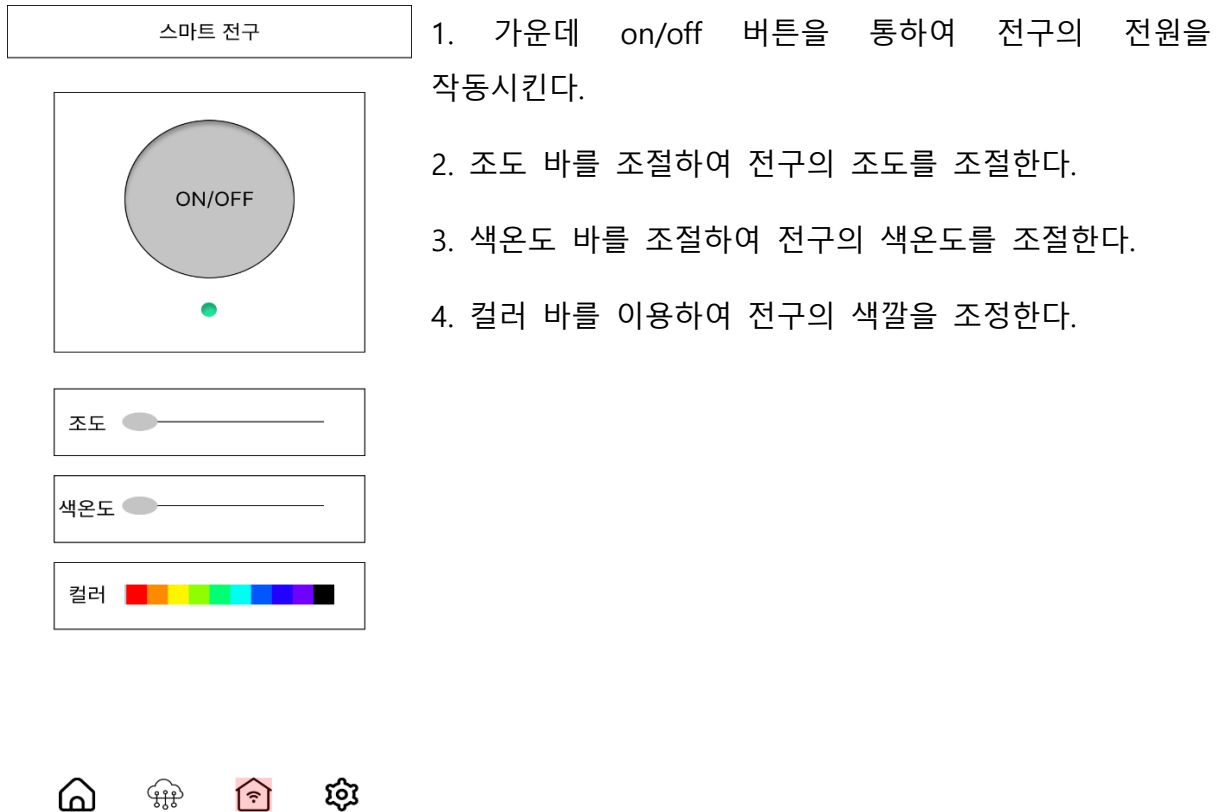 스마트 전구
ON/OFF
조도
색온도
컬러
1. 가운데 on/off 버튼을 통하여 전구의 전원을
작동시킨다.
2. 조도 바를 조절하여 전구의 조도를 조절한다.
3. 색온도 바를 조절하여 전구의 색온도를 조절한다.
4. 컬러 바를 이용하여 전구의 색깔을 조정한다.